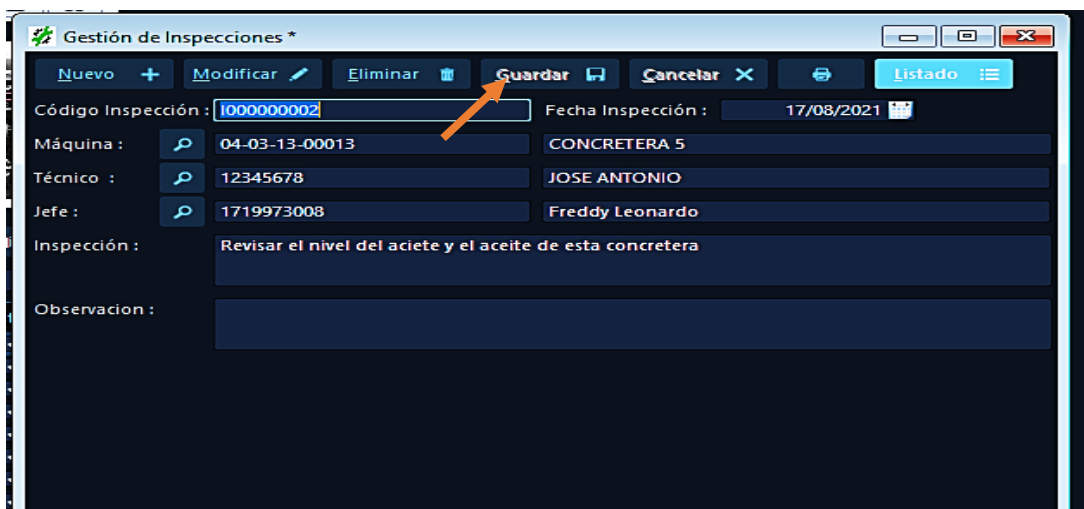 Gestión de Inspecciones *
Nuevo Modificar Eliminar Guardar Cancelar Listado
Código Inspección : I000000002 Fecha Inspección : 17/08/2021
Máquina : 04-03-13-00013 CONCRETERA 5
Técnico : 12345678 JOSE ANTONIO
Jefe : 1719973008 Freddy Leonardo
Inspección : Revisar el nivel del aciete y el aceite de esta concretera
Observacion :